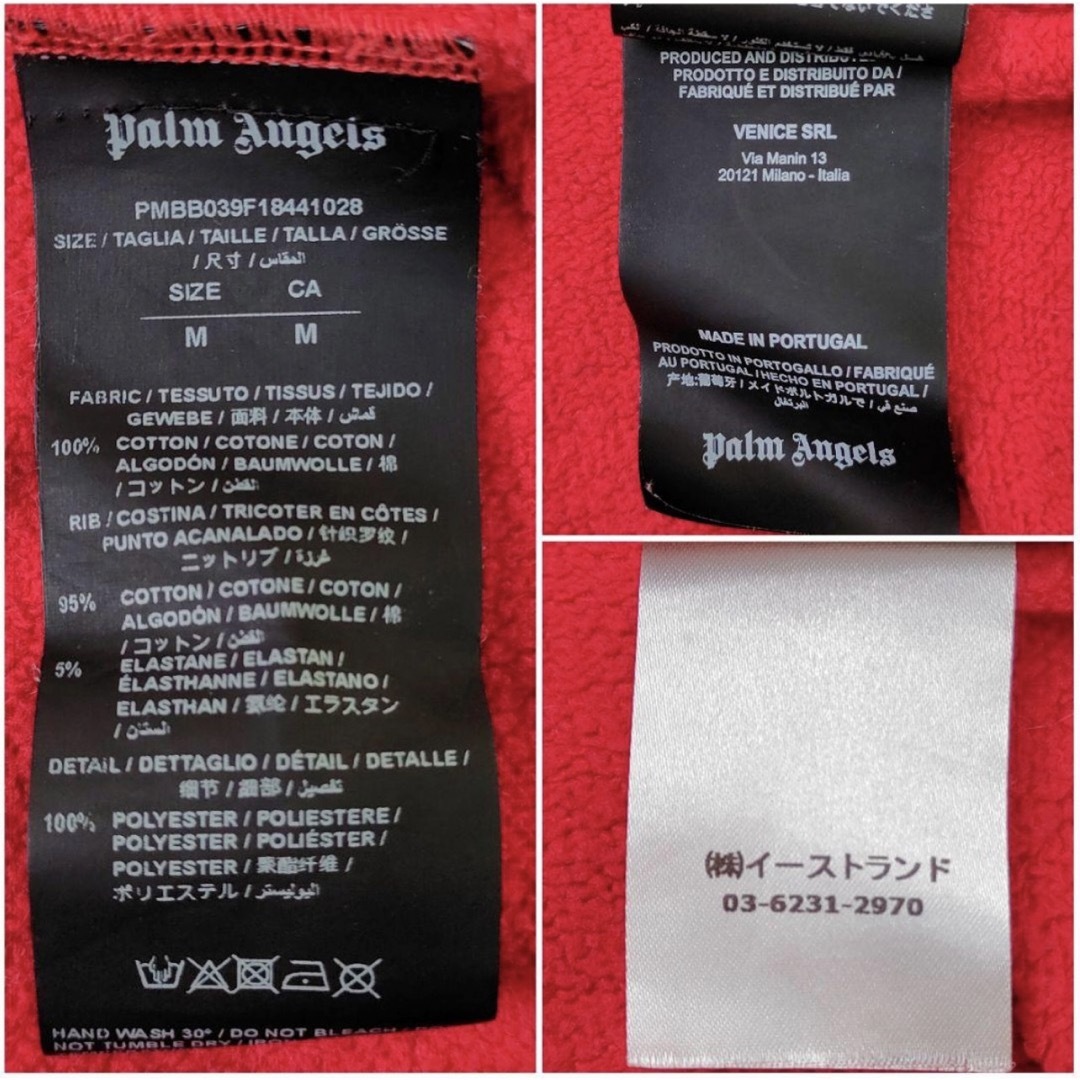 Palm Angels
PMBB039F18441028
SIZE / TAGLIA / TAILLE / TALLA / GRÖSSE
/ 尺寸 / المقاس
SIZE CA
M M
FABRIC / TESSUTO / TISSUS / TEJIDO /
GEWEBE / 面料 / 本体 / قماش
100% COTTON / COTONE / COTON /
ALGODÓN / BAUMWOLLE / 棉
/ コットン / القطن
RIB / COSTINA / TRICOTER EN CÔTES /
PUNTO ACANALADO / 针织罗纹 /
ニットリブ / غرزة
95% COTTON / COTONE / COTON /
ALGODÓN / BAUMWOLLE / 棉
/ コットン / القطن
5% ELASTANE / ELASTAN /
ÉLASTHANNE / ELASTANO /
ELASTHAN / 氨纶 / エラスタン
/ السطان
DETAIL / DETTAGLIO / DÉTAIL / DETALLE /
细节 / 細部 / تفصيل
100% POLYESTER / POLIESTERE /
POLYESTER / POLIÉSTER /
POLYESTER / 聚酯纤维 /
ポリエステル / البوليستر
HAND WASH 30° / DO NOT BLEACH /
NOT TUMBLE DRY /
PRODUCED AND DISTRIBUTED
PRODOTTO E DISTRIBUITO DA /
FABRIQUÉ ET DISTRIBUÉ PAR
VENICE SRL
Via Manin 13
20121 Milano - Italia
MADE IN PORTUGAL
PRODOTTO IN PORTOGALLO / FABRIQUÉ
AU PORTUGAL / HECHO EN PORTUGAL /
产地:葡萄牙 / メイドポルトガルで / صنع في
البرتغال
Palm Angels
㈱イーストランド
03-6231-2970